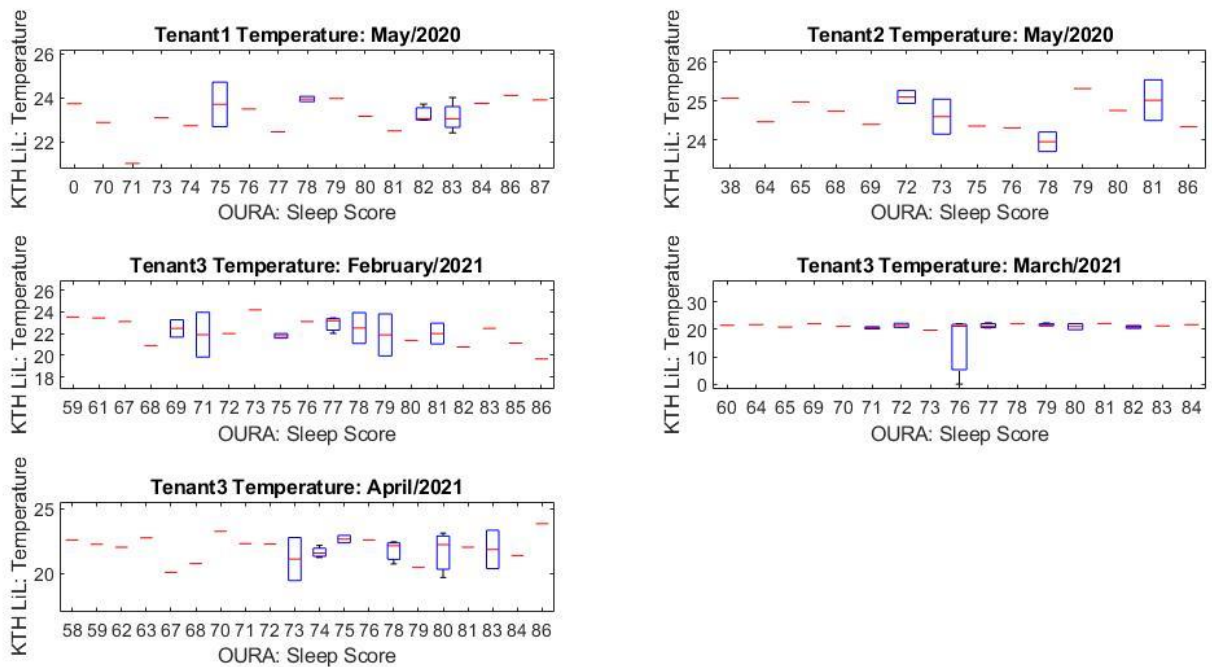 Tenant1 Temperature: May/2020
KTH LiL: Temperature
26
24
22
0 70 71 73 74 75 76 77 78 79 80 81 82 83 84 86 87
OURA: Sleep Score
Tenant2 Temperature: May/2020
KTH LiL: Temperature
26
25
24
38 64 65 68 69 72 73 75 76 78 79 80 81 86
OURA: Sleep Score
Tenant3 Temperature: February/2021
KTH LiL: Temperature
26
24
22
20
18
59 61 67 68 69 71 72 73 75 76 77 78 79 80 81 82 83 85 86
OURA: Sleep Score
Tenant3 Temperature: March/2021
KTH LiL: Temperature
30
20
10
0
60 64 65 69 70 71 72 73 76 77 78 79 80 81 82 83 84
OURA: Sleep Score
Tenant3 Temperature: April/2021
KTH LiL: Temperature
25
20
58 59 62 63 67 68 70 71 72 73 74 75 76 78 79 80 81 83 84 86
OURA: Sleep Score